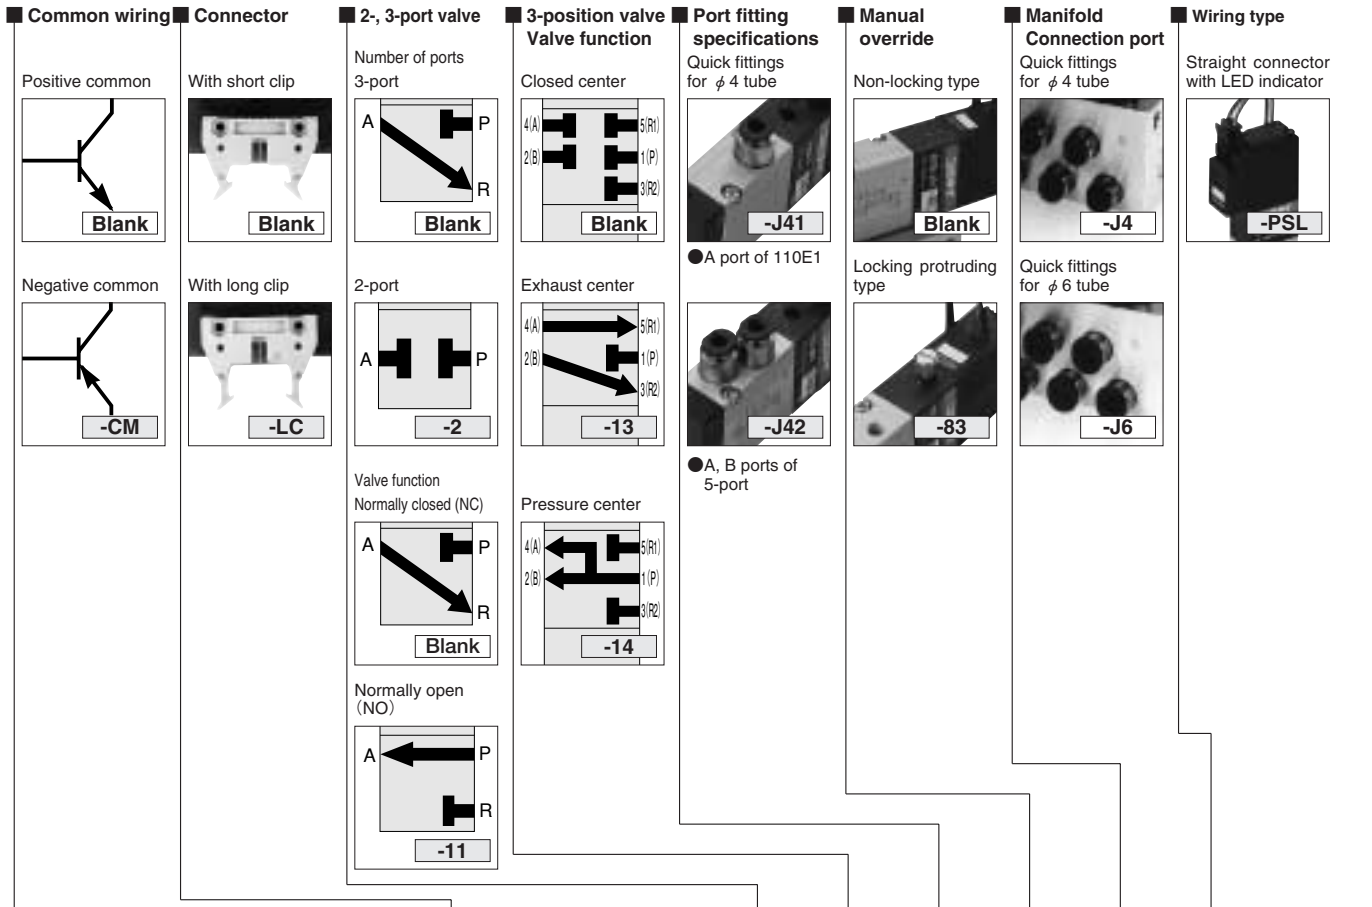 ■ Common wiring
Positive common
Blank
Negative common
-CM
■ Connector
With short clip
Blank
With long clip
-LC
■ 2-, 3-port valve
Number of ports
3-port
A
P
R
Blank
2-port
A
P
-2
Valve function
Normally closed (NC)
A
P
R
Blank
Normally open
(NO)
A
P
R
-11
■ 3-position valve
Valve function
Closed center
4(A)
5(R1)
2(B)
1(P)
3(R2)
Blank
Exhaust center
4(A)
5(R1)
2(B)
1(P)
3(R2)
-13
Pressure center
4(A)
5(R1)
2(B)
1(P)
3(R2)
-14
■ Port fitting
specifications
Quick fittings
for φ 4 tube
-J41
●A port of 110E1
-J42
●A, B ports of
5-port
■ Manual
override
Non-locking type
Blank
Locking protruding
type
-83
■ Manifold
Connection port
Quick fittings
for φ 4 tube
-J4
Quick fittings
for φ 6 tube
-J6
■ Wiring type
Straight connector
with LED indicator
-PSL